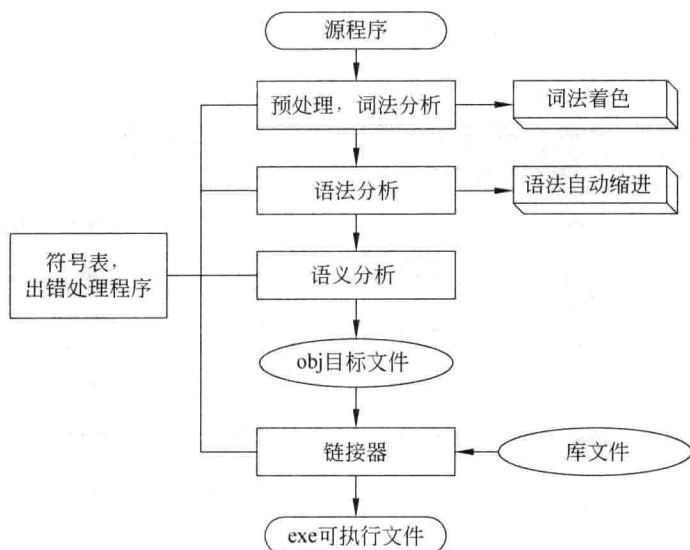 源程序
预处理，词法分析
词法着色
语法分析
语法自动缩进
符号表，
出错处理程序
语义分析
obj目标文件
链接器
库文件
exe可执行文件